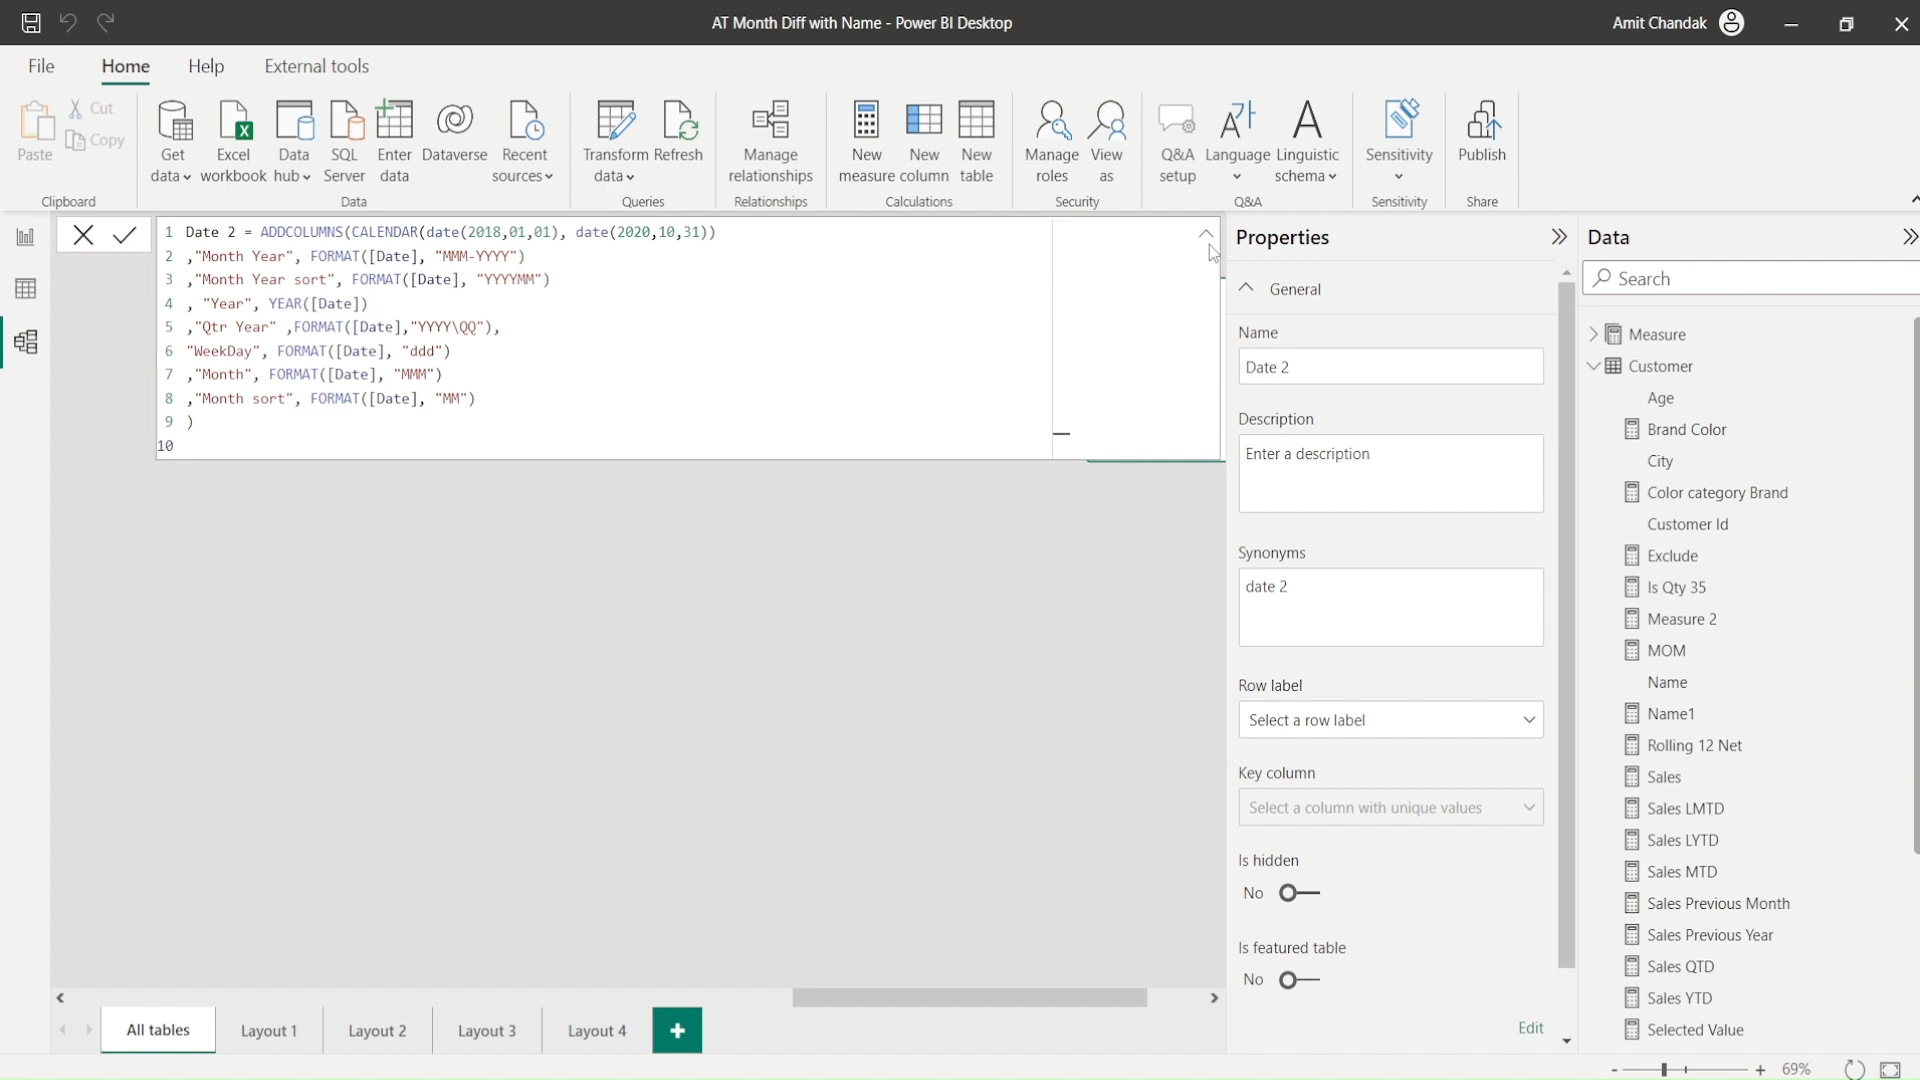 AT Month Diff with Name - Power BI Desktop
Amit Chandak
File
Home
Help
External tools
Paste
Cut
Copy
Clipboard
Get
data
Excel
workbook
Data
hub
SQL
Server
Enter
data
Dataverse
Recent
sources
Data
Transform
data
Refresh
Queries
Manage
relationships
Relationships
New
measure
New
column
New
table
Calculations
Manage
roles
View
as
Security
Q&A
setup
Language
Linguistic
schema
Q&A
Sensitivity
Sensitivity
Publish
Share
1 Date 2 = ADDCOLUMNS(CALENDAR(date(2018,01,01), date(2020,10,31))
2 ,"Month Year", FORMAT([Date], "MMM-YYYY")
3 ,"Month Year sort", FORMAT([Date], "YYYYMM")
4 , "Year", YEAR([Date])
5 ,"Qtr Year" ,FORMAT([Date],"YYYY\QQ"),
6 "WeekDay", FORMAT([Date], "ddd")
7 ,"Month", FORMAT([Date], "MMM")
8 ,"Month sort", FORMAT([Date], "MM")
9 )
10
Properties
General
Name
Date 2
Description
Enter a description
Synonyms
date 2
Row label
Select a row label
Key column
Select a column with unique values
Is hidden
No
Is featured table
No
Edit
Data
Search
Measure
Customer
Age
Brand Color
City
Color category Brand
Customer Id
Exclude
Is Qty 35
Measure 2
MOM
Name
Name1
Rolling 12 Net
Sales
Sales LMTD
Sales LYTD
Sales MTD
Sales Previous Month
Sales Previous Year
Sales QTD
Sales YTD
Selected Value
All tables
Layout 1
Layout 2
Layout 3
Layout 4
+
- + 69%